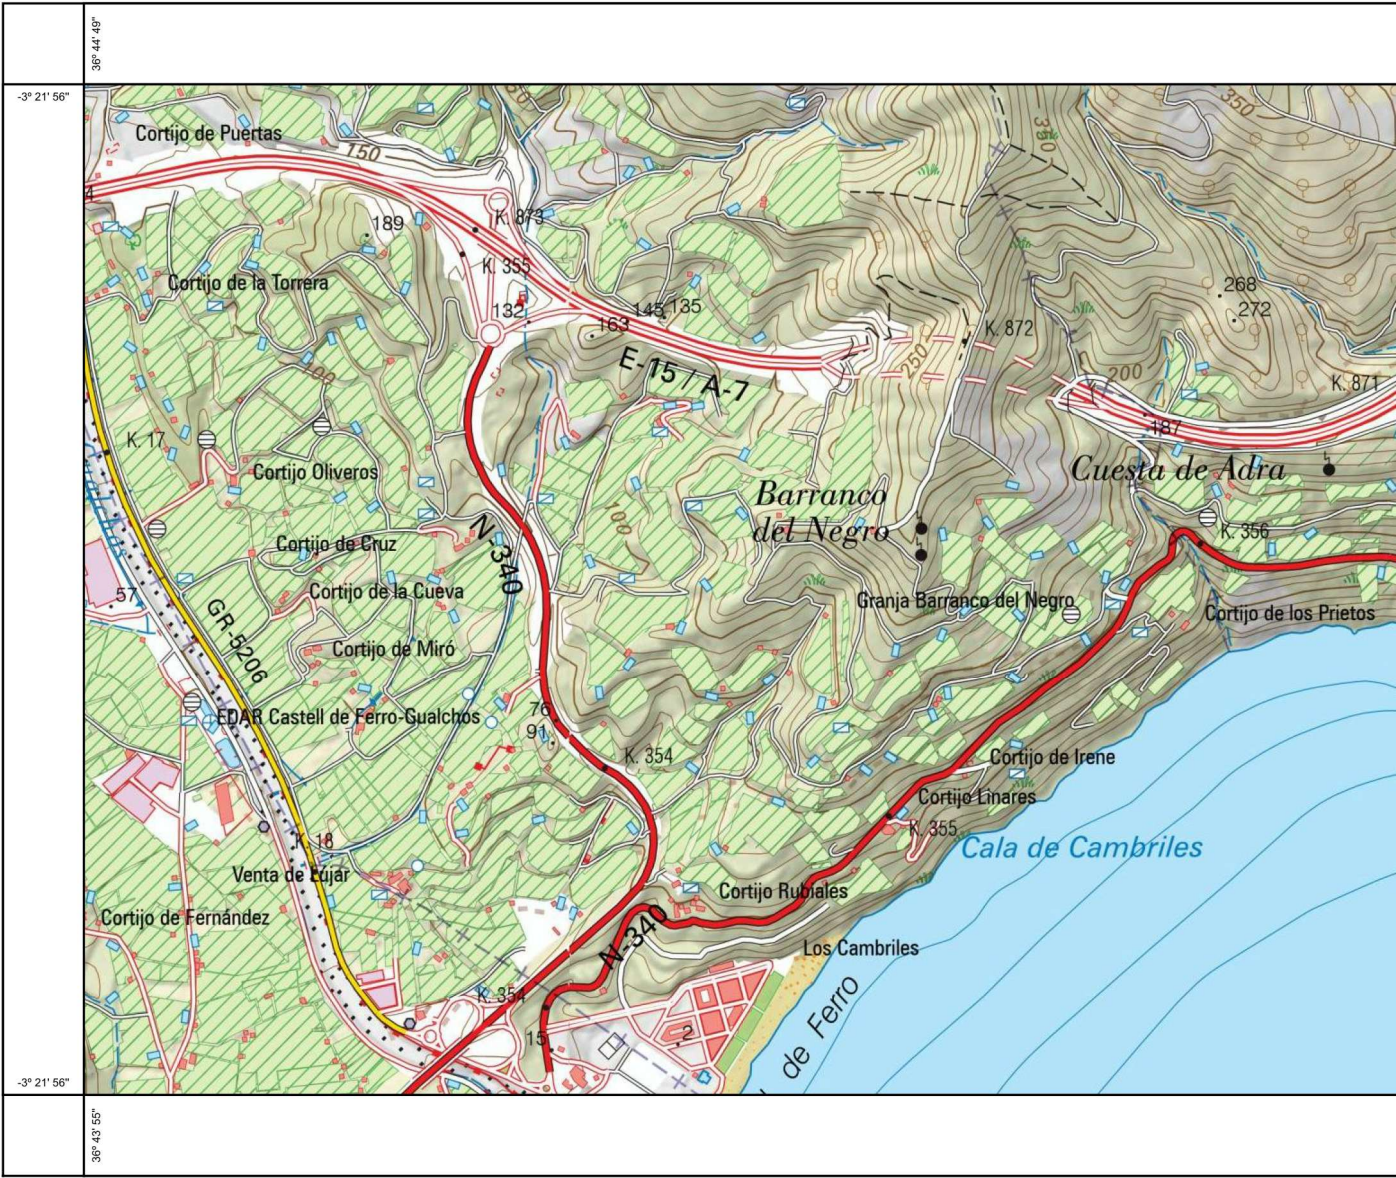 36º 44' 49"
-3º 21' 56"
Cortijo de Puertas
150
350
350
4
K. 873
189
K. 355
Cortijo de la Torrera
268
132
145
135
272
163
K. 872
E-15 / A-7
250
200
100
K. 871
K. 17
187
Cortijo Oliveros
Cuesta de Adra
Barranco
del Negro
100
N-340
K. 356
Cortijo de Cruz
Cortijo de la Cueva
57
Granja Barranco del Negro
Cortijo de los Prietos
GR-5206
Cortijo de Miró
76
EDAR Castell de Ferro-Gualchos
91
K. 354
Cortijo de Irene
Cortijo Linares
K. 355
K. 18
Cala de Cambriles
Venta de Lújar
Cortijo Rubiales
Cortijo de Fernández
N-340
Los Cambriles
K. 354
de Ferro
15
2
-3º 21' 56"
36º 43' 55"